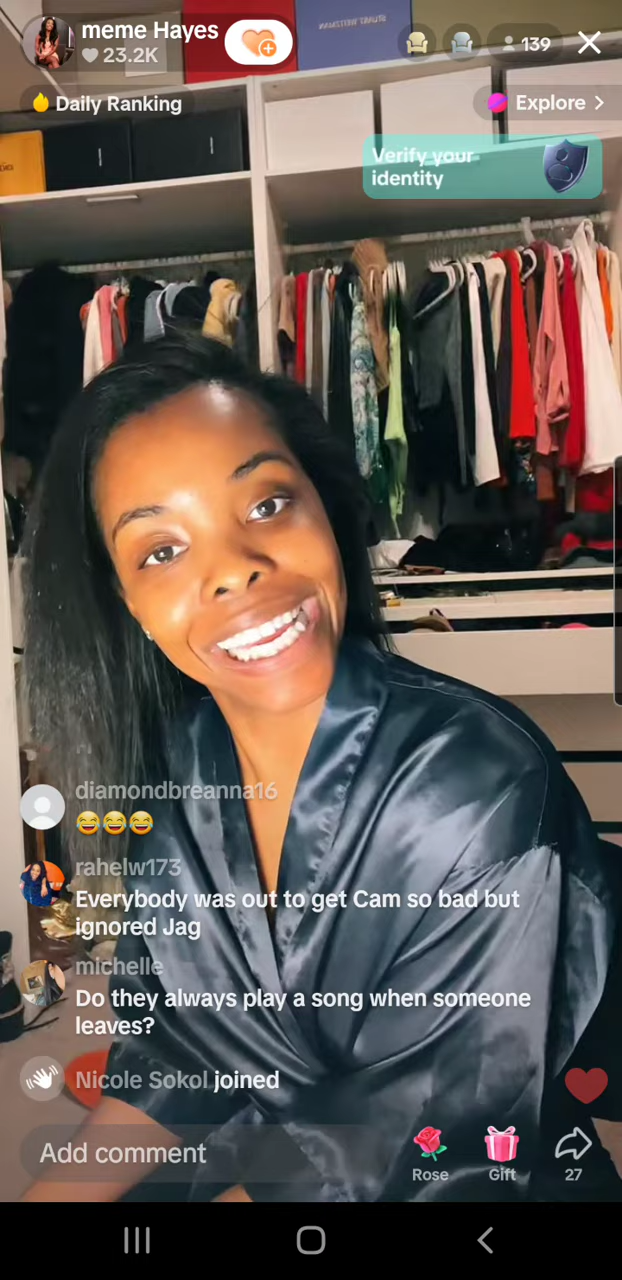 meme Hayes
23.2K
139
Daily Ranking
Explore
Verify your
identity
diamondbreanna16
😂😂😂
rahelw173
Everybody was out to get Cam so bad but
ignored Jag
michelle
Do they always play a song when someone
leaves?
Nicole Sokol joined
Add comment
Rose
Gift
27